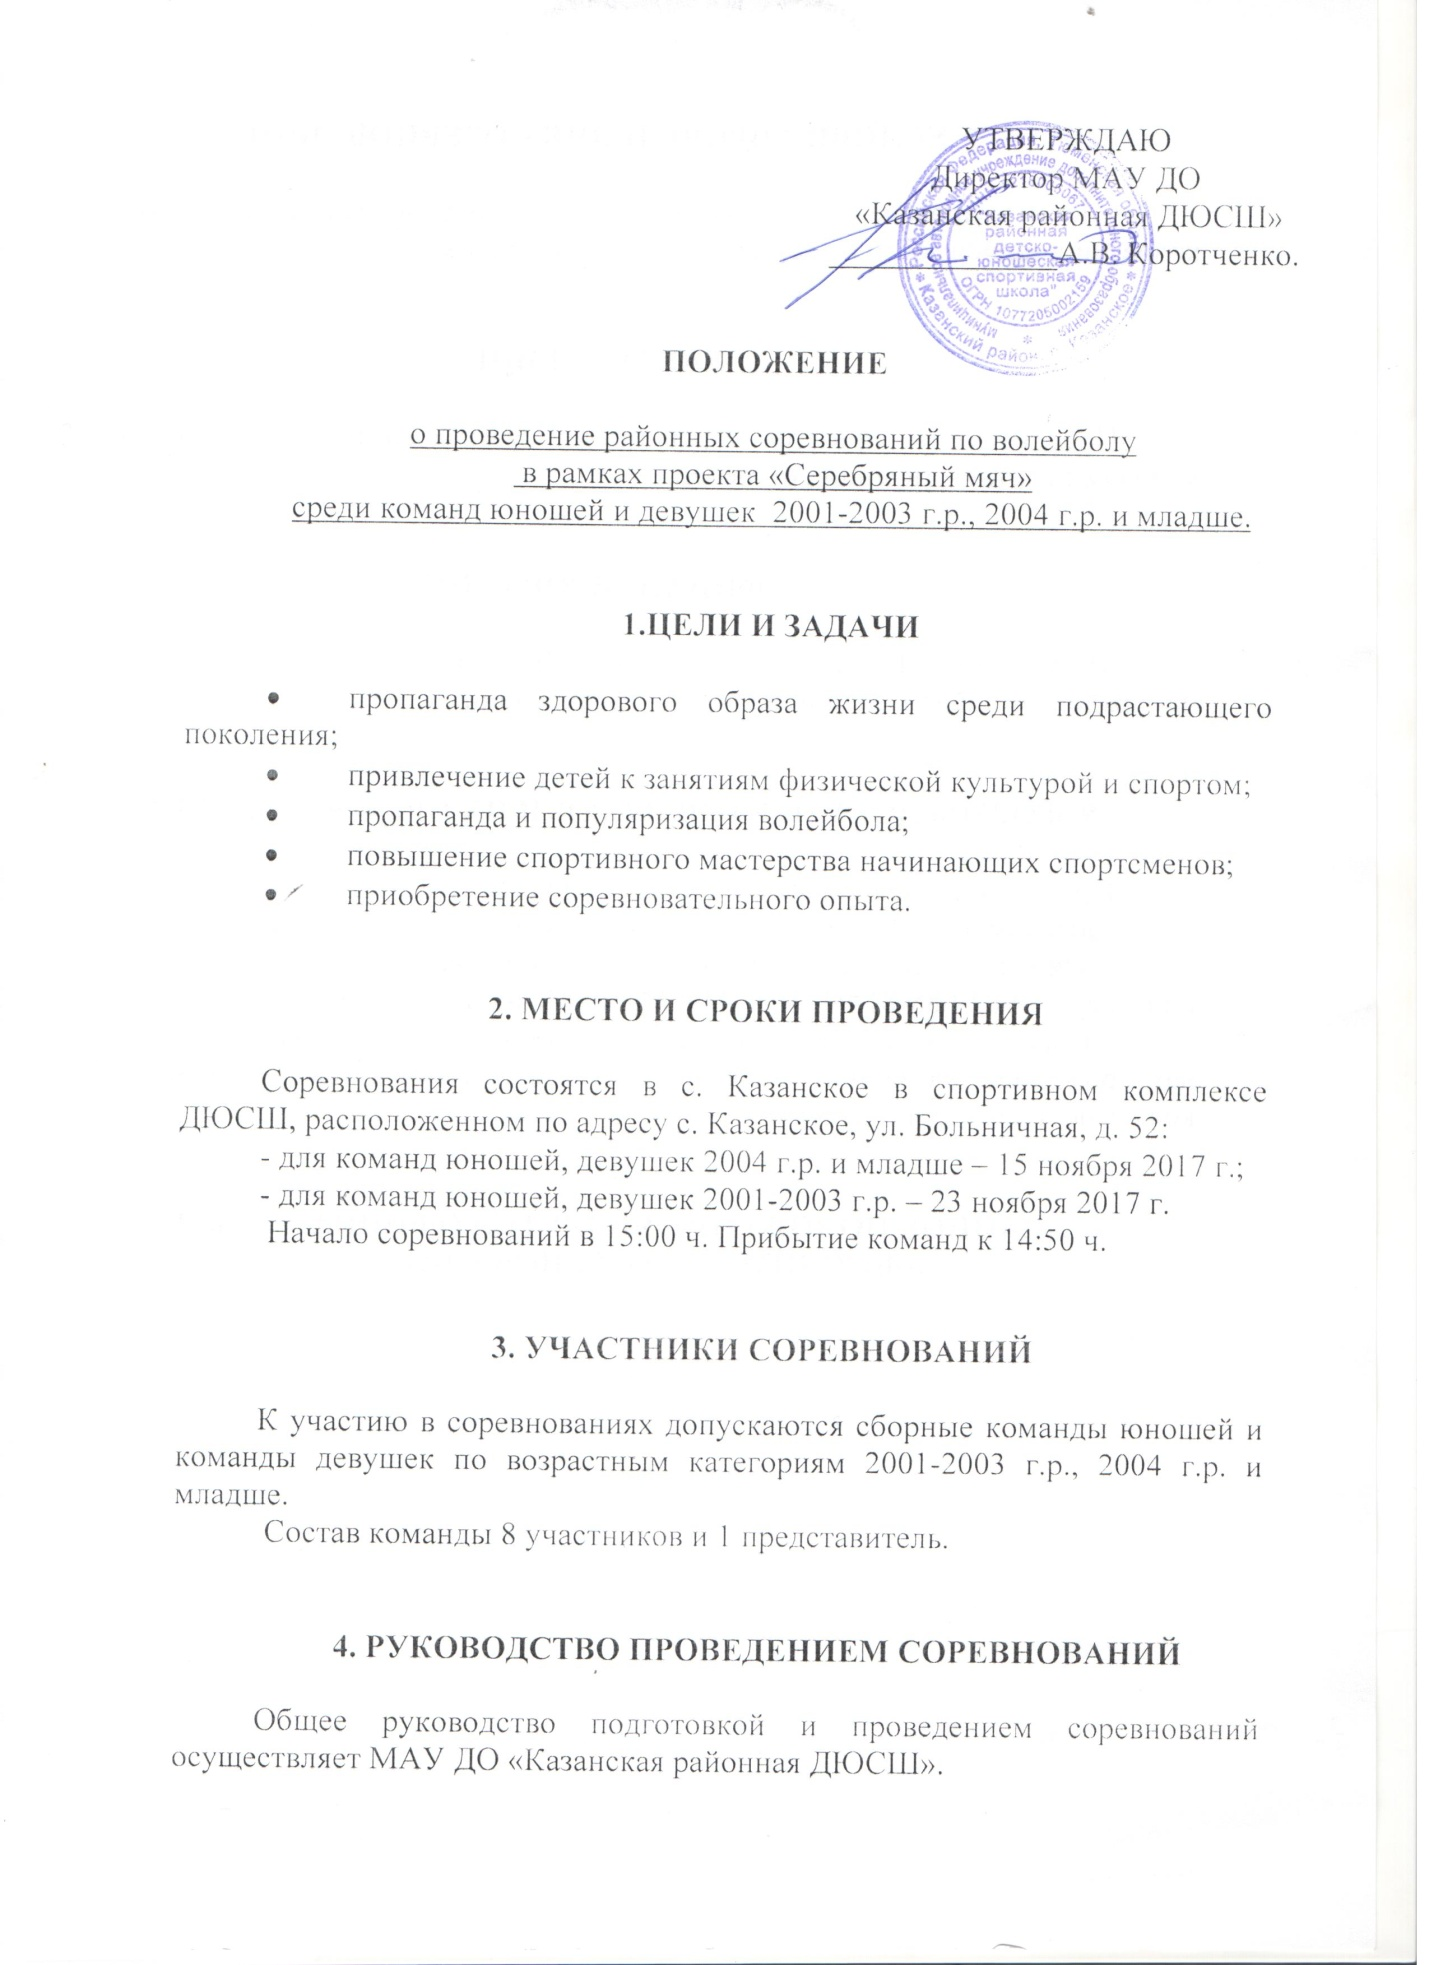 УТВЕРЖДАЮ
Директор МАУ ДО
«Казанская районная ДЮСШ»
А.В. Коротченко.
районная
детско-
юношеская
спортивная
школа"
ОГРН 1077205002159
ПОЛОЖЕНИЕ
о проведение районных соревнований по волейболу
в рамках проекта «Серебряный мяч»
среди команд юношей и девушек 2001-2003 г.р., 2004 г.р. и младше.
1.ЦЕЛИ И ЗАДАЧИ
• пропаганда здорового образа жизни среди подрастающего
поколения;
• привлечение детей к занятиям физической культурой и спортом;
• пропаганда и популяризация волейбола;
• повышение спортивного мастерства начинающих спортсменов;
• приобретение соревновательного опыта.
2. МЕСТО И СРОКИ ПРОВЕДЕНИЯ
Соревнования состоятся в с. Казанское в спортивном комплексе
ДЮСШ, расположенном по адресу с. Казанское, ул. Больничная, д. 52:
- для команд юношей, девушек 2004 г.р. и младше – 15 ноября 2017 г.;
- для команд юношей, девушек 2001-2003 г.р. – 23 ноября 2017 г.
Начало соревнований в 15:00 ч. Прибытие команд к 14:50 ч.
3. УЧАСТНИКИ СОРЕВНОВАНИЙ
К участию в соревнованиях допускаются сборные команды юношей и
команды девушек по возрастным категориям 2001-2003 г.р., 2004 г.р. и
младше.
Состав команды 8 участников и 1 представитель.
4. РУКОВОДСТВО ПРОВЕДЕНИЕМ СОРЕВНОВАНИЙ
Общее руководство подготовкой и проведением соревнований
осуществляет МАУ ДО «Казанская районная ДЮСШ».